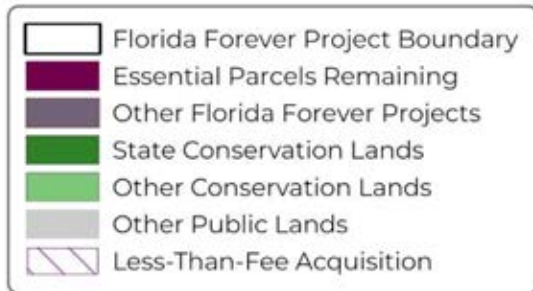 Florida Forever Project Boundary
Essential Parcels Remaining
Other Florida Forever Projects
State Conservation Lands
Other Conservation Lands
Other Public Lands
Less-Than-Fee Acquisition